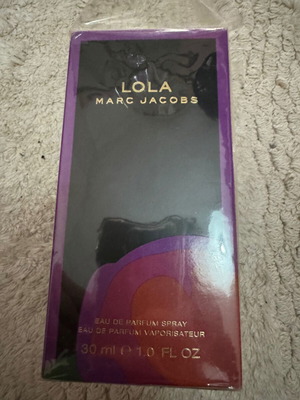 LOLA
MARC JACOBS
EAU DE PARFUM SPRAY
EAU DE PARFUM VAPORISATEUR
30 ml ℮ 1.0 FL OZ